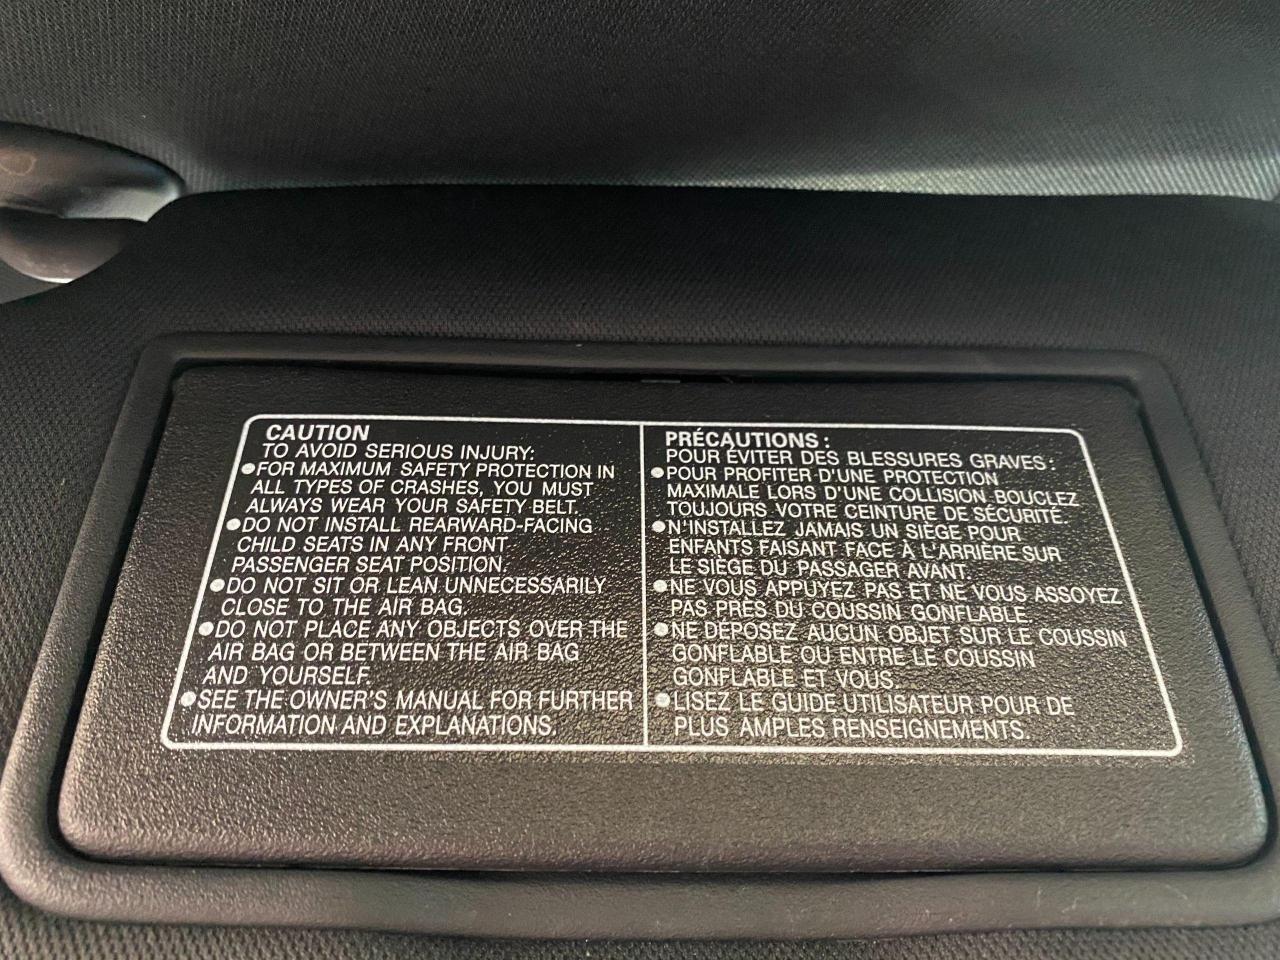 CAUTION
TO AVOID SERIOUS INJURY:
●FOR MAXIMUM SAFETY PROTECTION IN
ALL TYPES OF CRASHES, YOU MUST
ALWAYS WEAR YOUR SAFETY BELT.
●DO NOT INSTALL REARWARD-FACING
CHILD SEATS IN ANY FRONT
PASSENGER SEAT POSITION.
●DO NOT SIT OR LEAN UNNECESSARILY
CLOSE TO THE AIR BAG.
●DO NOT PLACE ANY OBJECTS OVER THE
AIR BAG OR BETWEEN THE AIR BAG
AND YOURSELF.
●SEE THE OWNER'S MANUAL FOR FURTHER
INFORMATION AND EXPLANATIONS.
PRÉCAUTIONS :
POUR ÉVITER DES BLESSURES GRAVES :
●POUR PROFITER D'UNE PROTECTION
MAXIMALE LORS D'UNE COLLISION BOUCLEZ
TOUJOURS VOTRE CEINTURE DE SÉCURITÉ.
●N'INSTALLEZ JAMAIS UN SIÈGE POUR
ENFANTS FAISANT FACE À L'ARRIÈRE SUR
LE SIÈGE DU PASSAGER AVANT.
●NE VOUS APPUYEZ PAS ET NE VOUS ASSOYEZ
PAS PRÈS DU COUSSIN GONFLABLE.
●NE DÉPOSEZ AUCUN OBJET SUR LE COUSSIN
GONFLABLE OU ENTRE LE COUSSIN
GONFLABLE ET VOUS.
●LISEZ LE GUIDE UTILISATEUR POUR DE
PLUS AMPLES RENSEIGNEMENTS.